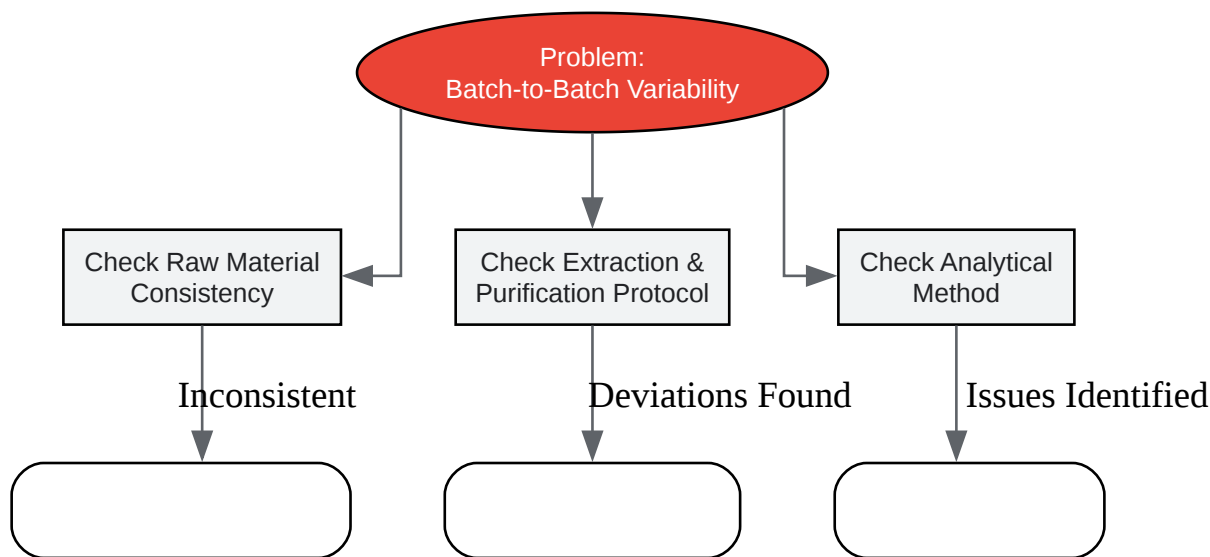 Problem:
Batch-to-Batch Variability
Check Raw Material
Consistency
Check Extraction &
Purification Protocol
Check Analytical
Method
Inconsistent
Deviations Found
Issues Identified